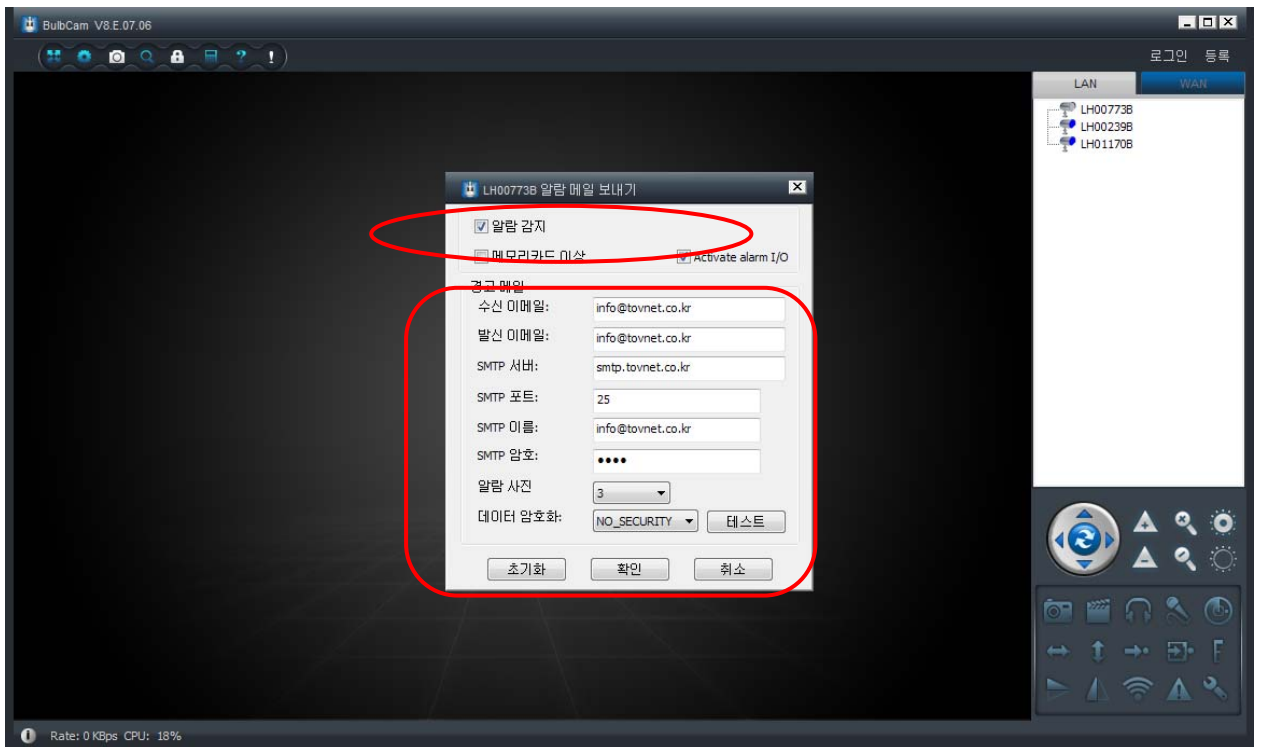 BulbCam V8.E.07.06
로그인 등록
LAN WAN
LH00773B
LH00239B
LH01170B
LH00773B 알람 메일 보내기
알람 감지
메모리카드 이상 Activate alarm I/O
경고 메일
수신 이메일: info@tovnet.co.kr
발신 이메일: info@tovnet.co.kr
SMTP 서버: smtp.tovnet.co.kr
SMTP 포트: 25
SMTP 이름: info@tovnet.co.kr
SMTP 암호: ●●●●
알람 사진 3
데이터 암호화: NO_SECURITY 테스트
초기화 확인 취소
Rate: 0 KBps CPU: 18%